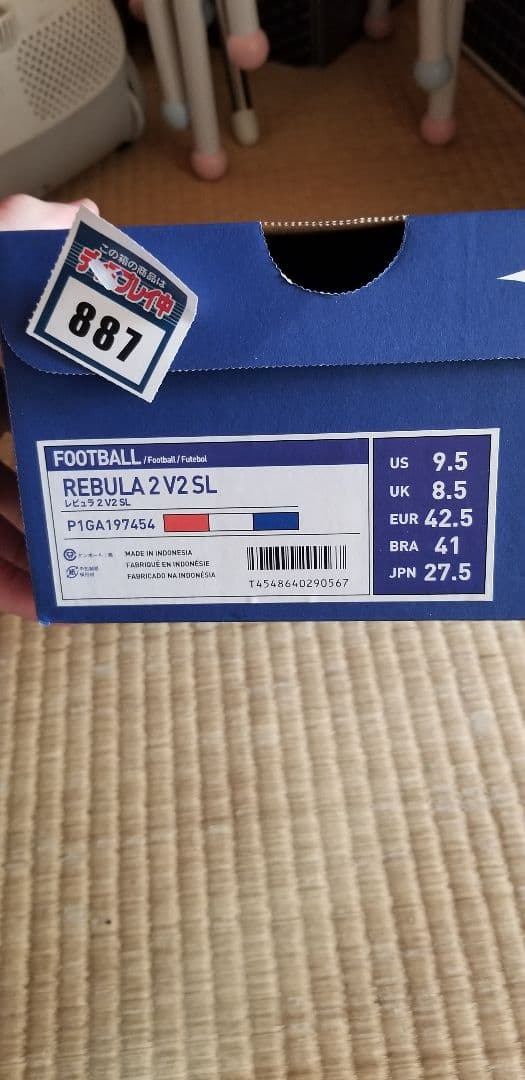 この箱の商品は
ディスプレイ中
887
FOOTBALL / Football / Futebol
REBULA 2 V2 SL
レビュラ 2 V2 SL
P1GA197454
MADE IN INDONESIA
FABRIQUÉ EN INDONÉSIE
FABRICADO NA INDONÉSIA
T4548640290567
US 9.5
UK 8.5
EUR 42.5
BRA 41
JPN 27.5